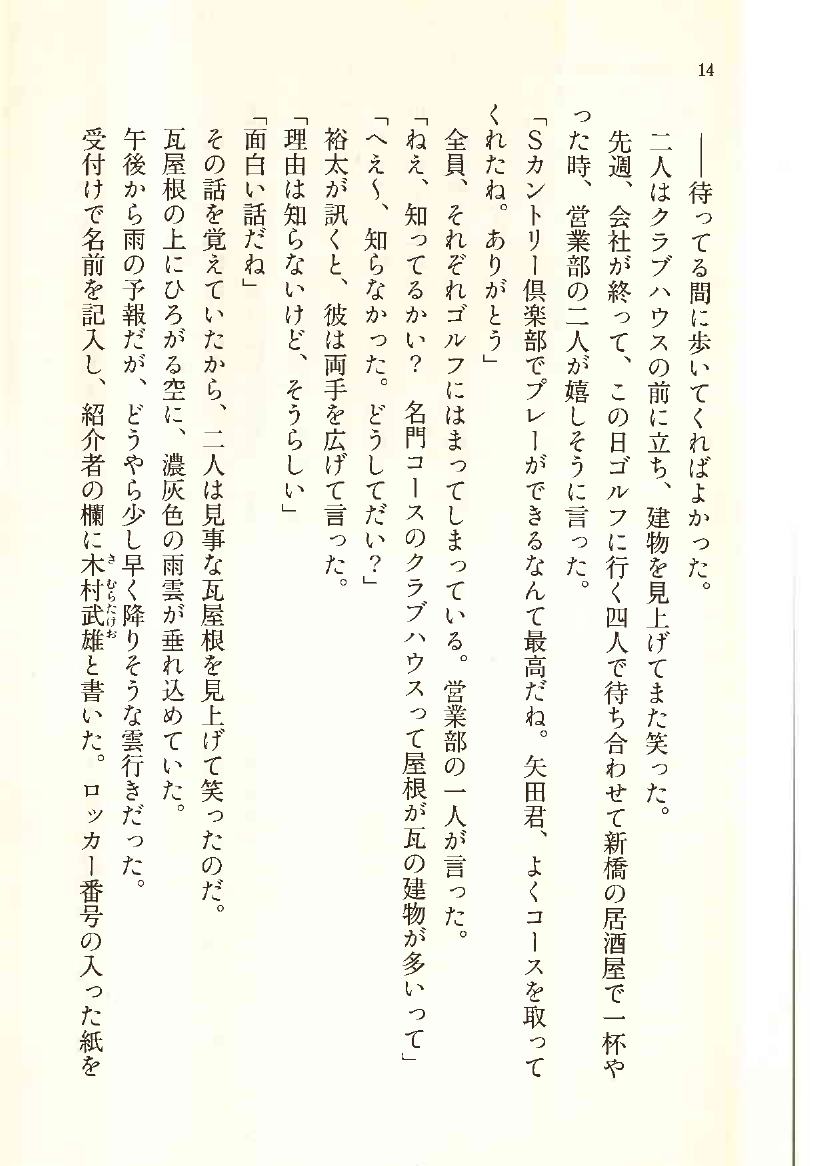 14
――待ってる間に歩いてくればよかった。
二人はクラブハウスの前に立ち、建物を見上げてまた笑った。
先週、会社が終って、この日ゴルフに行く四人で待ち合わせて新橋の居酒屋で一杯や
った時、営業部の二人が嬉しそうに言った。
「Sカントリー倶楽部でプレーができるなんて最高だね。矢田君、よくコースを取って
くれたね。ありがとう」
全員、それぞれゴルフにはまってしまっている。営業部の一人が言った。
「ねえ、知ってるかい?　名門コースのクラブハウスって屋根が瓦の建物が多いって」
「へえ〜、知らなかった。どうしてだい?」
裕太が訊くと、彼は両手を広げて言った。
「理由は知らないけど、そうらしい」
「面白い話だね」
その話を覚えていたから、二人は見事な瓦屋根を見上げて笑ったのだ。
瓦屋根の上にひろがる空に、濃灰色の雨雲が垂れ込めていた。
午後から雨の予報だが、どうやら少し早く降りそうな雲行きだった。
受付けで名前を記入し、紹介者の欄に木村武雄と書いた。ロッカー番号の入った紙を
きむらたけお